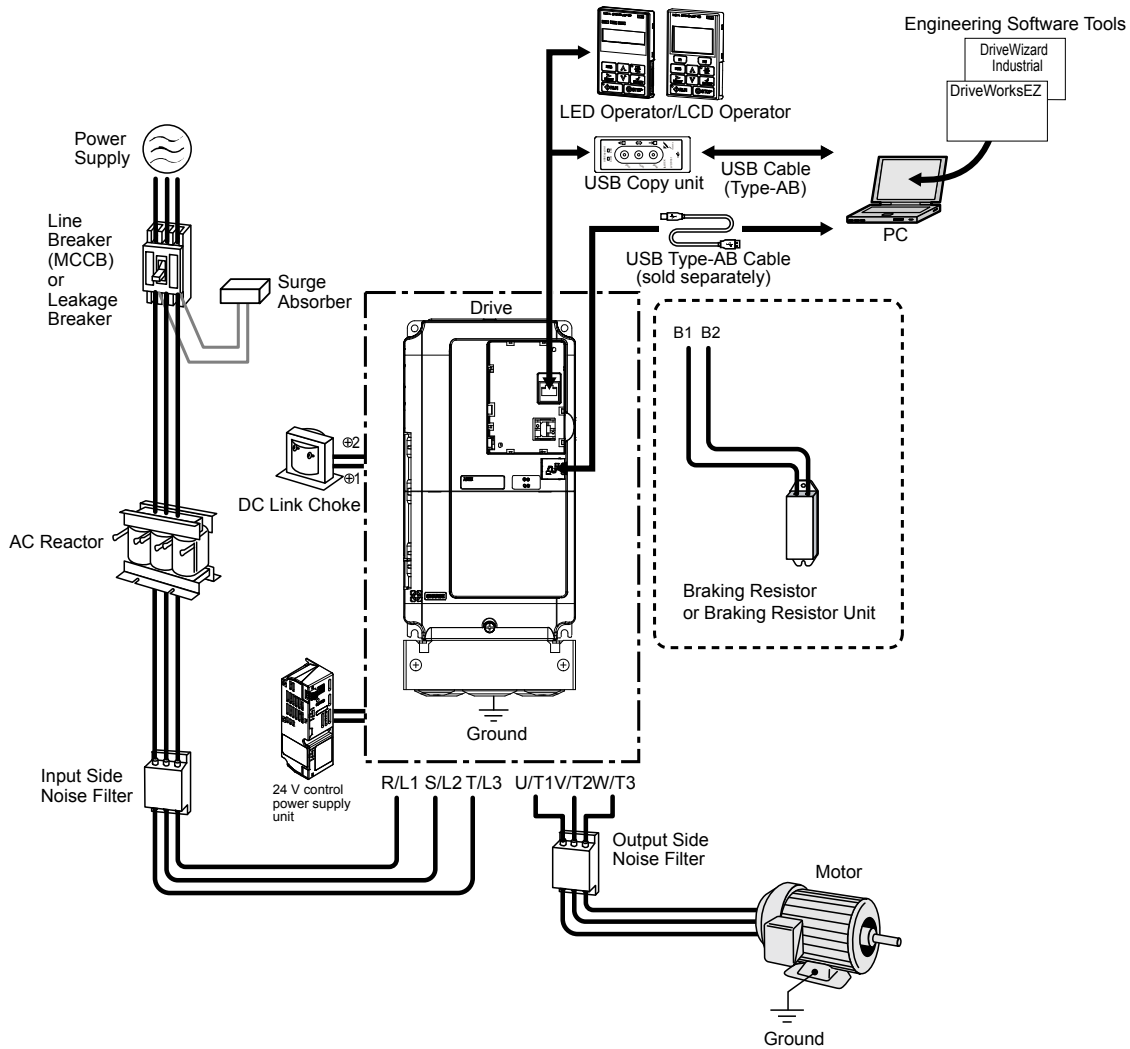 Engineering Software Tools
DriveWizard
Industrial
DriveWorksEZ
LED Operator/LCD Operator
Power
Supply
USB Copy unit
USB Cable
(Type-AB)
PC
Line
Breaker
(MCCB)
or
Leakage
Breaker
USB Type-AB Cable
(sold separately)
Surge
Absorber
Drive
B1 B2
⊕2
⊕1
DC Link Choke
AC Reactor
Braking Resistor
or Braking Resistor Unit
Ground
Input Side
Noise Filter
24 V control
power supply
unit
R/L1 S/L2 T/L3
U/T1V/T2W/T3
Output Side
Noise Filter
Motor
Ground